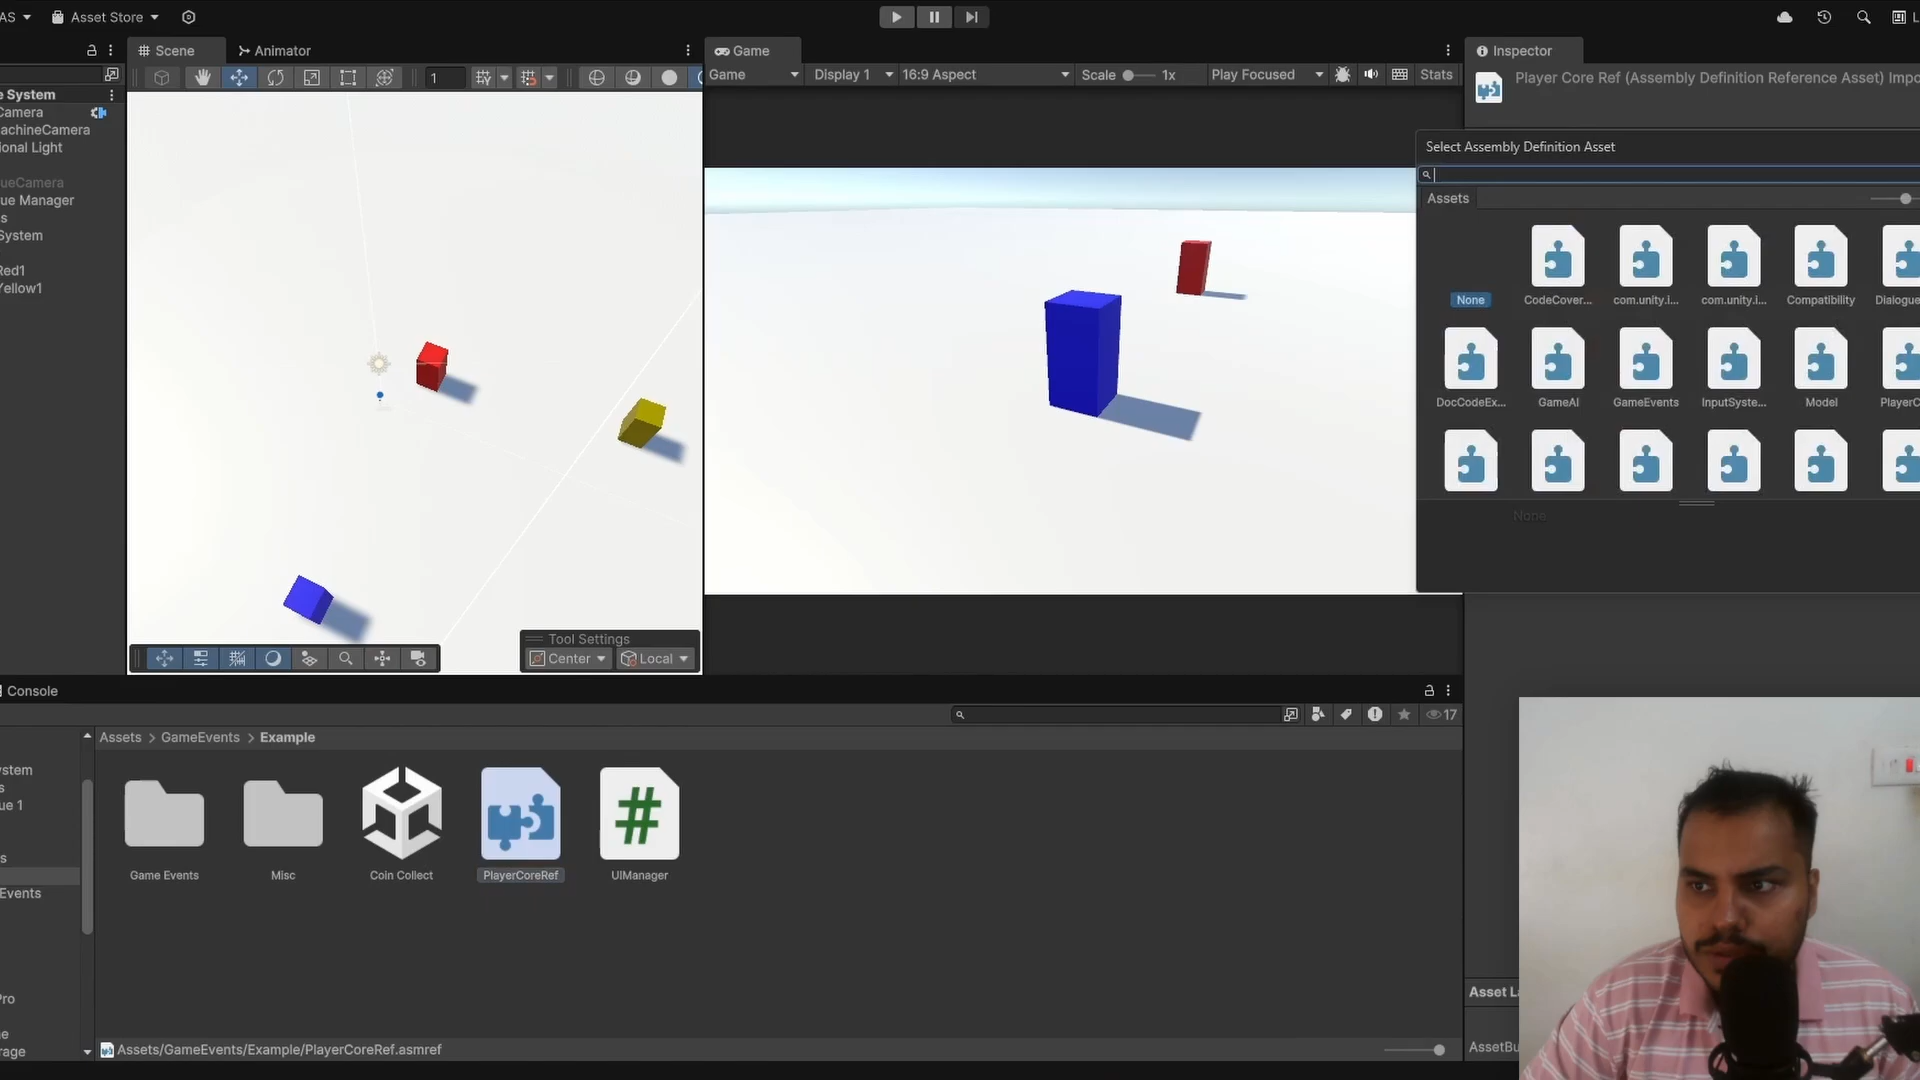 AS Asset Store
Scene Animator
1
Tool Settings
Center Local
Game
Game Display 1 16:9 Aspect Scale 1x Play Focused Stats
Inspector
Player Core Ref (Assembly Definition Reference Asset) Impo
Select Assembly Definition Asset
Assets
None CodeCover... com.unity.i... com.unity.i... Compatibility Dialogue
DocCodeEx... GameAI GameEvents InputSyste... Model PlayerC
None
e System
Camera
achineCamera
ional Light
ueCamera
ue Manager
s
System
Red1
Yellow1
Console
17
Assets > GameEvents > Example
ystem
s
ue 1
s
Events
Pro
e
rage
Game Events Misc Coin Collect PlayerCoreRef UIManager
Assets/GameEvents/Example/PlayerCoreRef.asmref
Asset La
AssetBu